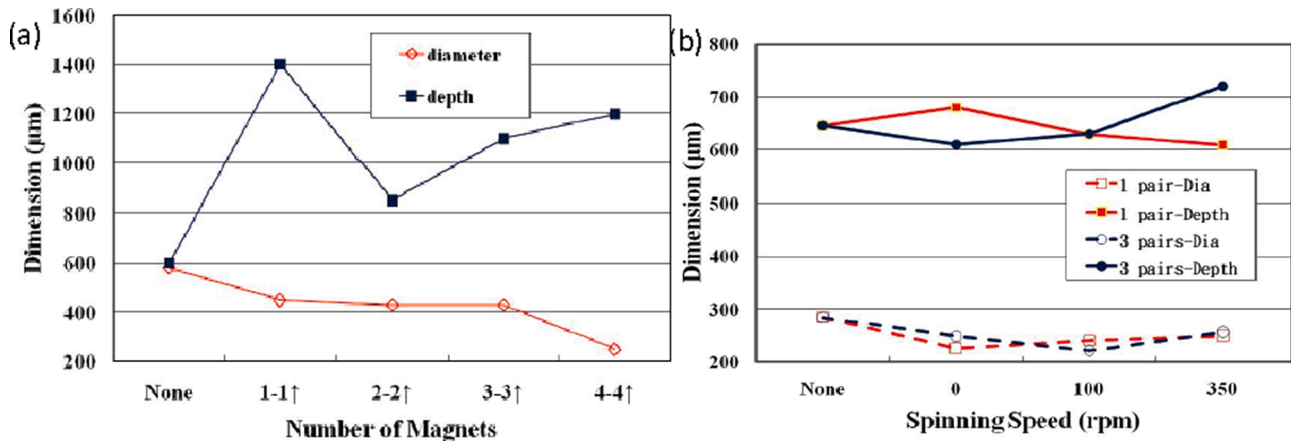 (a)
1600
1400
1200
1000
800
600
400
200
Dimension (μm)
diameter
depth
None 1-1↑ 2-2↑ 3-3↑ 4-4↑
Number of Magnets
(b)
800
700
600
500
400
300
200
Dimension (μm)
1 pair-Dia
1 pair-Depth
3 pairs-Dia
3 pairs-Depth
None 0 100 350
Spinning Speed (rpm)